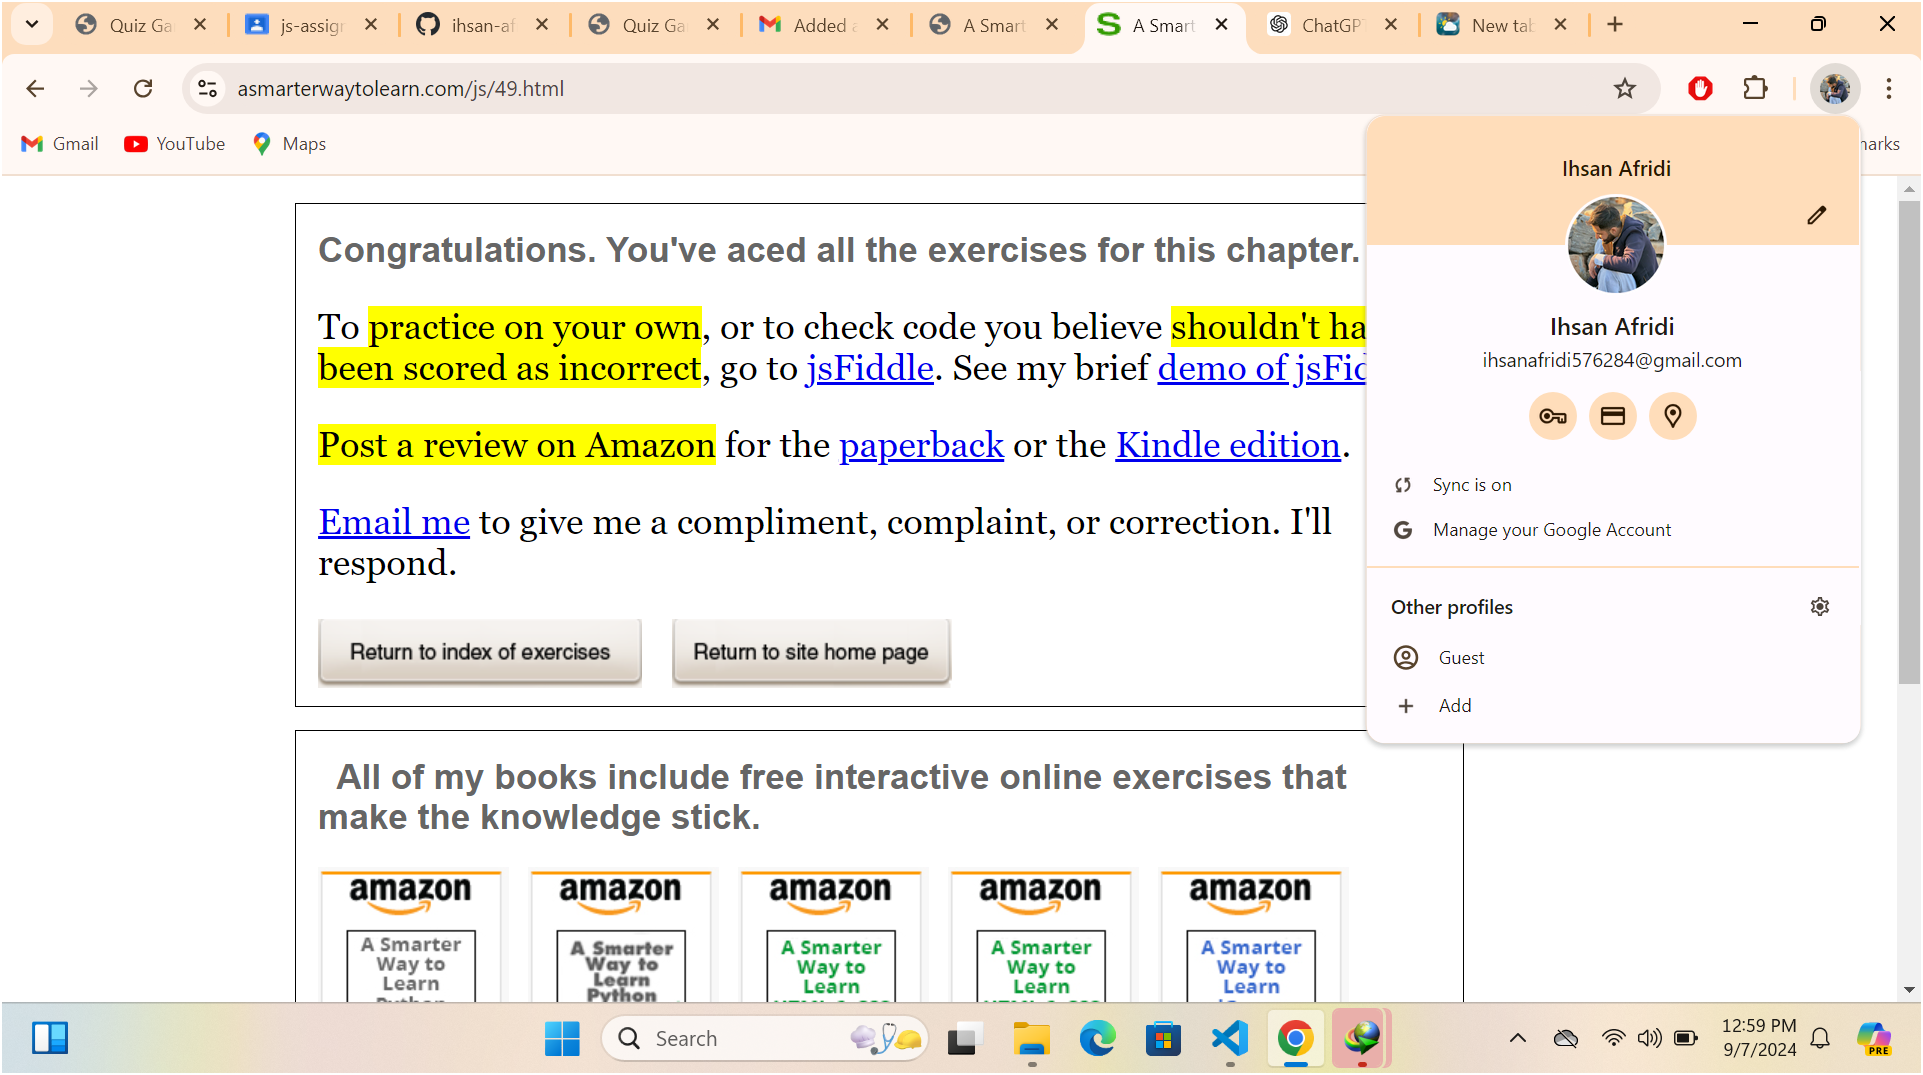 Quiz Ga
js-assigr
ihsan-af
Quiz Ga
Added a
A Smart
A Smart
ChatGPT
New tab
asmarterwaytolearn.com/js/49.html
Gmail
YouTube
Maps
narks
Congratulations. You've aced all the exercises for this chapter.
To practice on your own, or to check code you believe shouldn't ha
been scored as incorrect, go to jsFiddle. See my brief demo of jsFid
Post a review on Amazon for the paperback or the Kindle edition.
Email me to give me a compliment, complaint, or correction. I'll
respond.
Return to index of exercises
Return to site home page
Ihsan Afridi
Ihsan Afridi
ihsanafridi576284@gmail.com
Sync is on
Manage your Google Account
Other profiles
Guest
Add
All of my books include free interactive online exercises that
make the knowledge stick.
amazon
A Smarter
Way to
Learn
Python
amazon
A Smarter
Way to
Learn
Python
amazon
A Smarter
Way to
Learn
HTML & CSS
amazon
A Smarter
Way to
Learn
HTML & CSS
amazon
A Smarter
Way to
Learn
Search
12:59 PM
9/7/2024
PRE